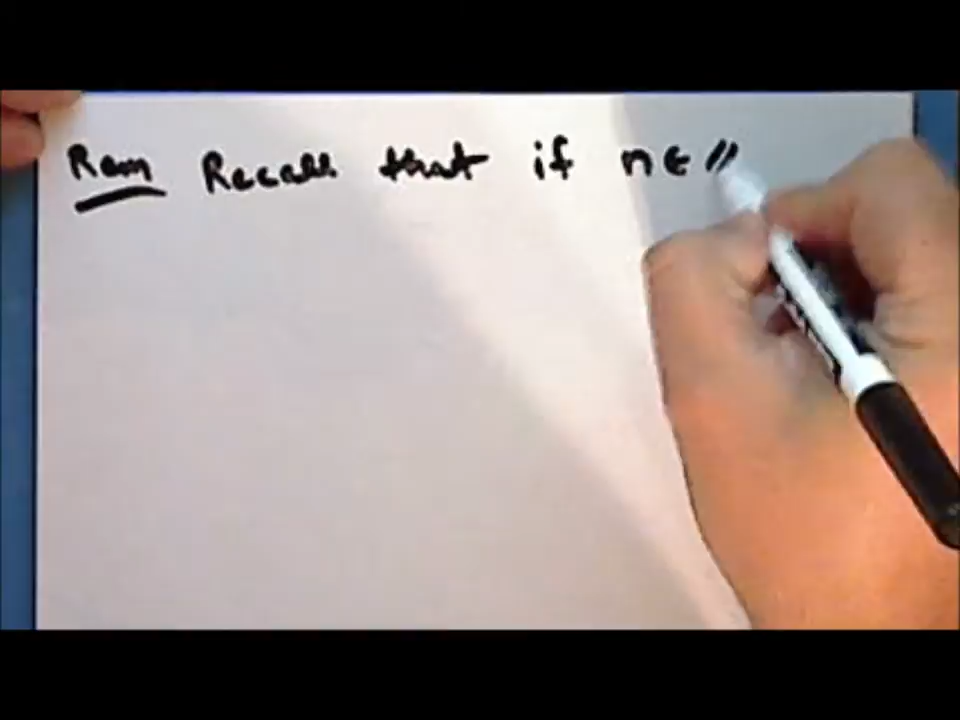 Rem Recall that if n ∈